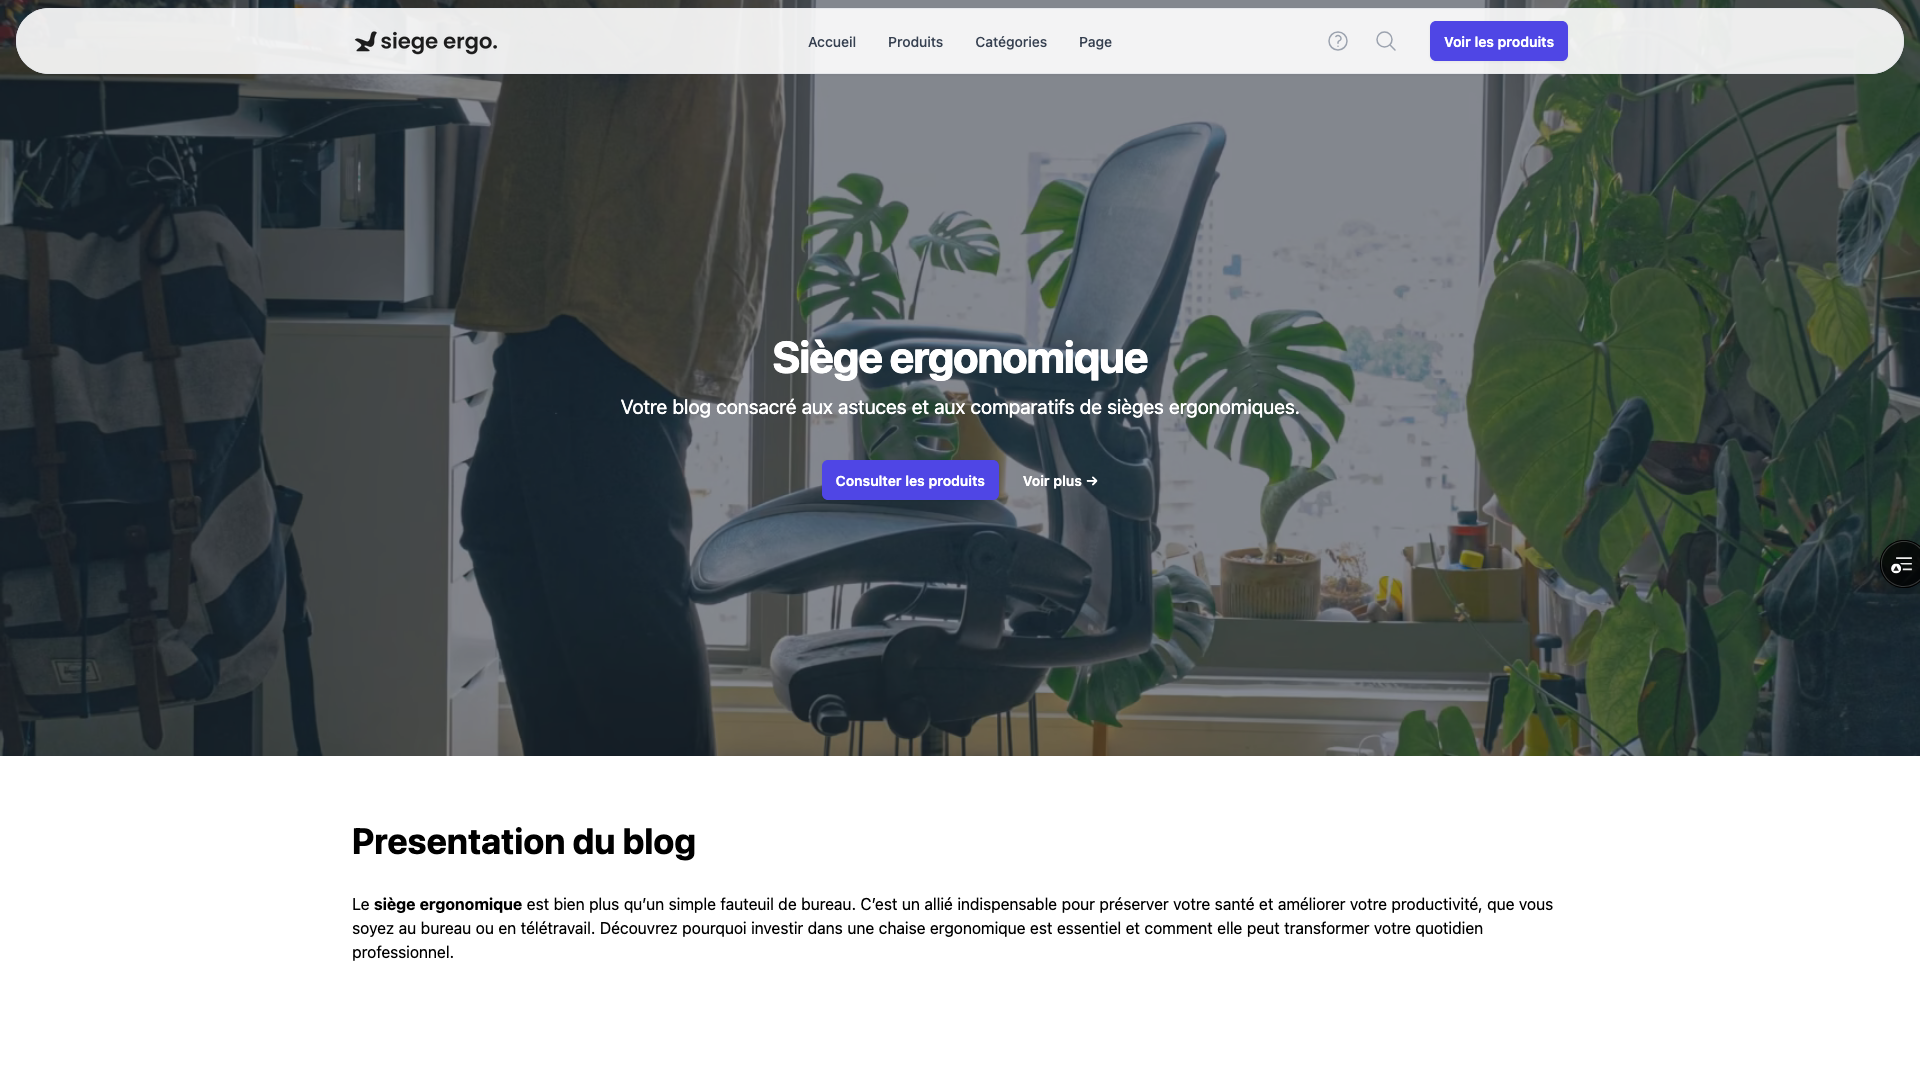 siege ergo.
Accueil
Produits
Catégories
Page
Voir les produits
Siège ergonomique
Votre blog consacré aux astuces et aux comparatifs de sièges ergonomiques.
Consulter les produits
Voir plus →
Presentation du blog
Le siège ergonomique est bien plus qu’un simple fauteuil de bureau. C’est un allié indispensable pour préserver votre santé et améliorer votre productivité, que vous
soyez au bureau ou en télétravail. Découvrez pourquoi investir dans une chaise ergonomique est essentiel et comment elle peut transformer votre quotidien
professionnel.